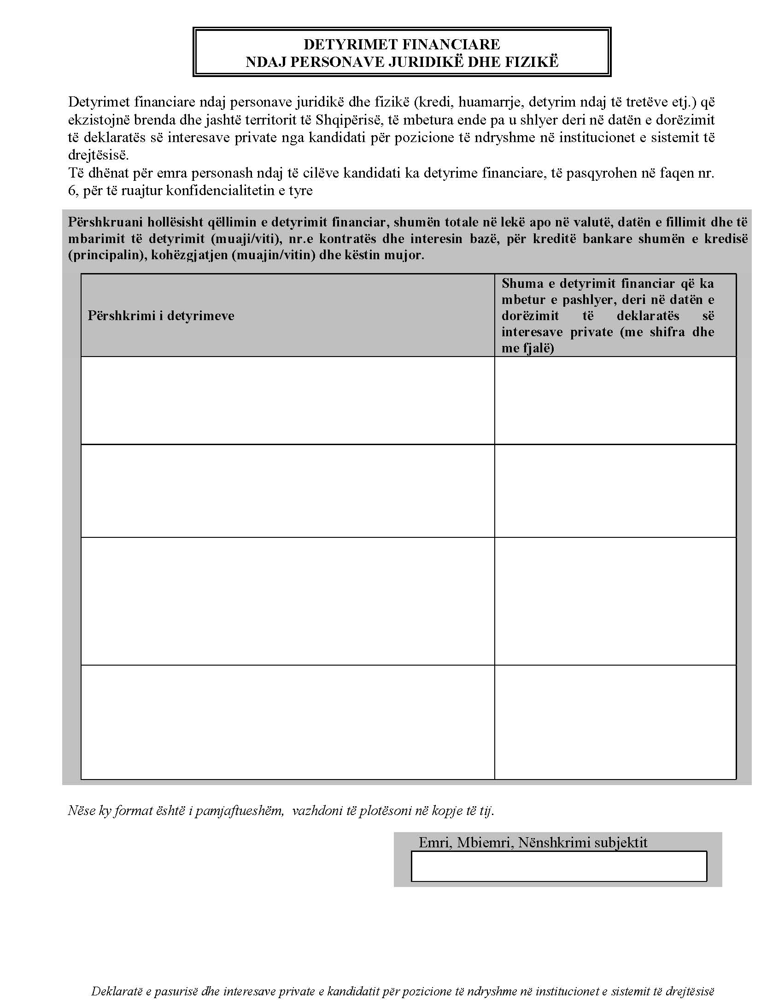 DETYRIMET FINANCIARE
NDAJ PERSONAVE JURIDIKË DHE FIZIKË
Detyrimet financiare ndaj personave juridikë dhe fizikë (kredi, huamarrje, detyrim ndaj të tretëve etj.) që
ekzistojnë brenda dhe jashtë territorit të Shqipërisë, të mbetura ende pa u shlyer deri në datën e dorëzimit
të deklaratës së interesave private nga kandidati për pozicione të ndryshme në institucionet e sistemit të
drejtësisë.
Të dhënat për emra personash ndaj të cilëve kandidati ka detyrime financiare, të pasqyrohen në faqen nr.
6, për të ruajtur konfidencialitetin e tyre
Përshkruani hollësisht qëllimin e detyrimit financiar, shumën totale në lekë apo në valutë, datën e fillimit dhe të
mbarimit të detyrimit (muaji/viti), nr.e kontratës dhe interesin bazë, për kreditë bankare shumën e kredisë
(principalin), kohëzgjatjen (muajin/vitin) dhe këstin mujor.
Përshkrimi i detyrimeve
Shuma e detyrimit financiar që ka
mbetur e pashlyer, deri në datën e
dorëzimit të deklaratës së
interesave private (me shifra dhe
me fjalë)
Nëse ky format është i pamjaftueshëm, vazhdoni të plotësoni në kopje të tij.
Emri, Mbiemri, Nënshkrimi subjektit
Deklaratë e pasurisë dhe interesave private e kandidatit për pozicione të ndryshme në institucionet e sistemit të drejtësisë